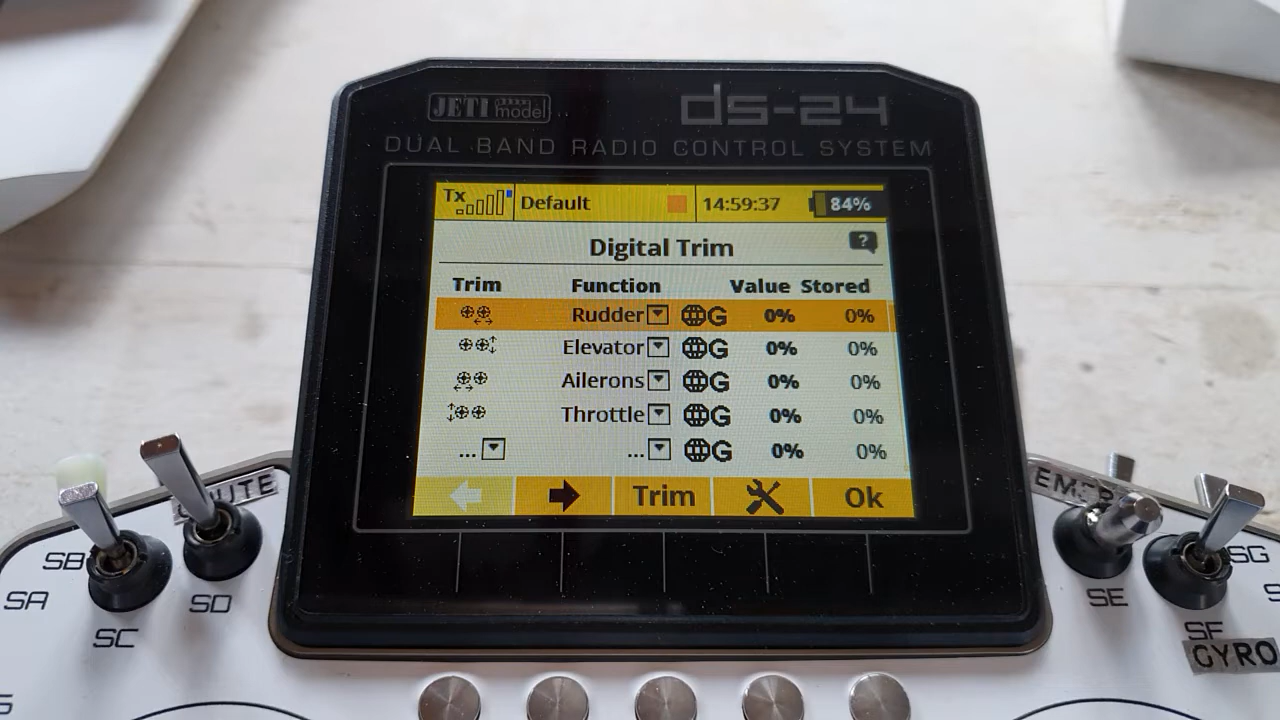 JETI model ds-24
DUAL BAND RADIO CONTROL SYSTEM
Tx Default 14:59:37 84%
Digital Trim ?
Trim Function Value Stored
Rudder G 0% 0%
Elevator G 0% 0%
Ailerons G 0% 0%
Throttle G 0% 0%
... ... G 0% 0%
Trim Ok
SB
SA
SC
SD
SE
SG
SF
GYRO